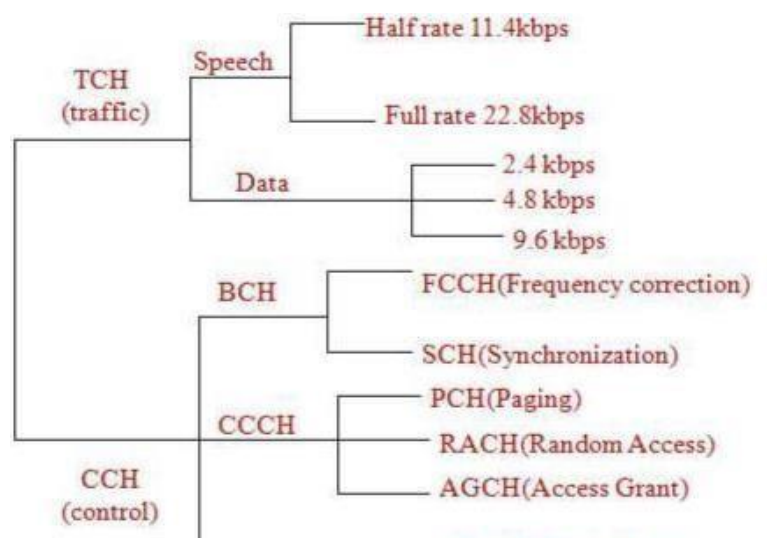 Half rate 11.4kbps
Speech
TCH
(traffic)
Full rate 22.8kbps
2.4 kbps
Data
4.8 kbps
9.6 kbps
FCCH(Frequency correction)
BCH
SCH(Synchronization)
PCH(Paging)
CCCH
RACH(Random Access)
CCH
(control)
AGCH(Access Grant)